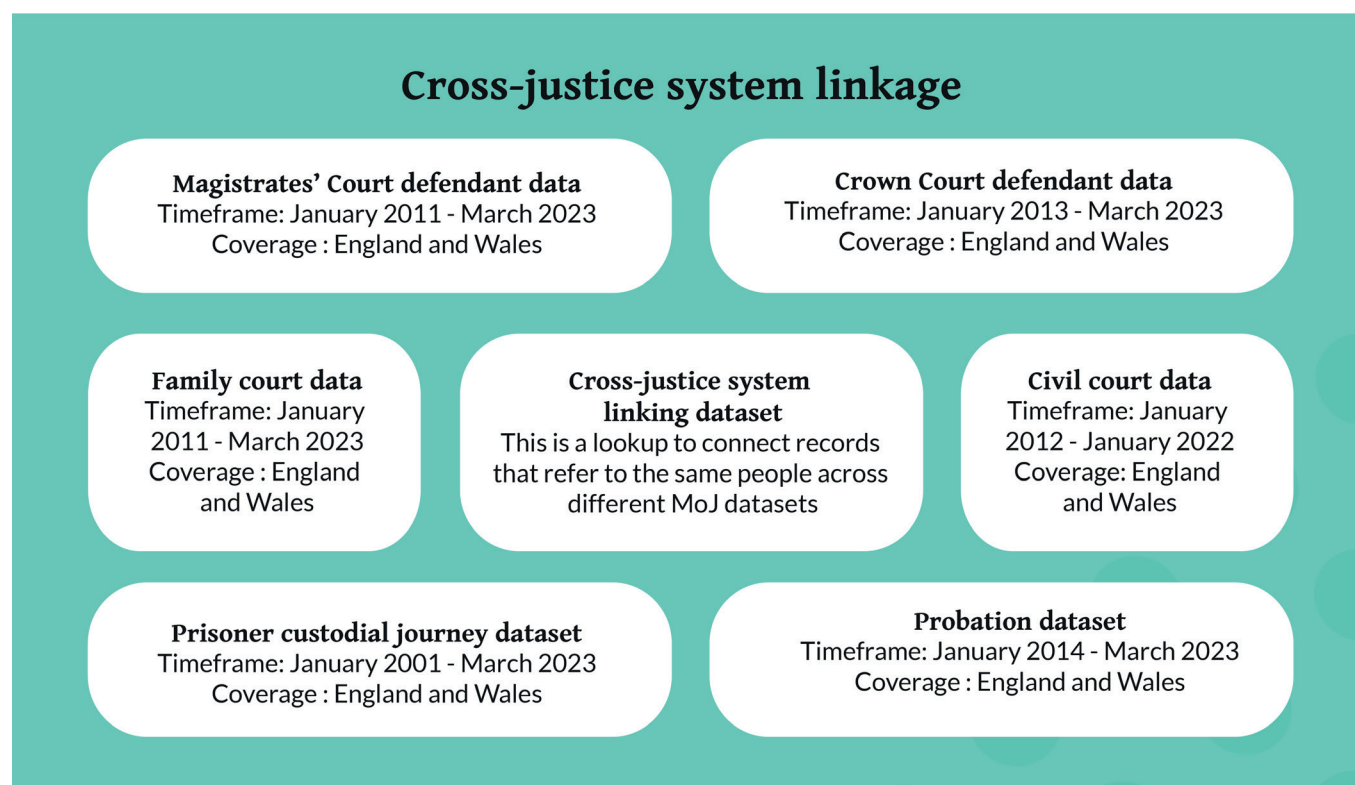 Cross-justice system linkage
Magistrates’ Court defendant data
Timeframe: January 2011 - March 2023
Coverage : England and Wales
Crown Court defendant data
Timeframe: January 2013 - March 2023
Coverage : England and Wales
Family court data
Timeframe: January
2011 - March 2023
Coverage : England
and Wales
Cross-justice system
linking dataset
This is a lookup to connect records
that refer to the same people across
different MoJ datasets
Civil court data
Timeframe: January
2012 - January 2022
Coverage: England
and Wales
Prisoner custodial journey dataset
Timeframe: January 2001 - March 2023
Coverage : England and Wales
Probation dataset
Timeframe: January 2014 - March 2023
Coverage : England and Wales